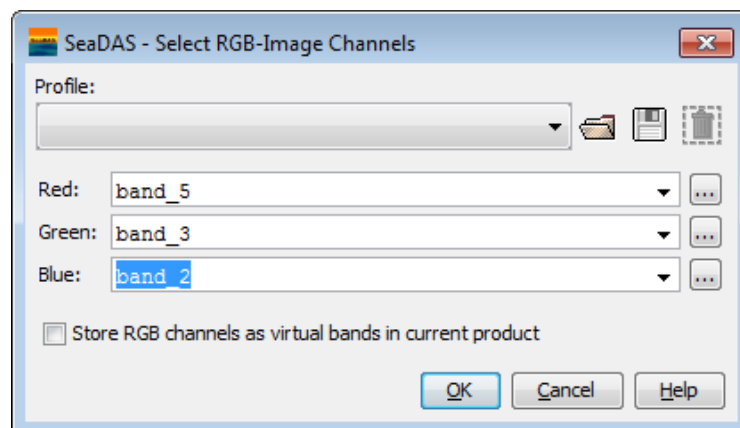 SeaDAS - Select RGB-Image Channels
Profile:
Red: band_5 ...
Green: band_3 ...
Blue: band_2 ...
Store RGB channels as virtual bands in current product
OK Cancel Help